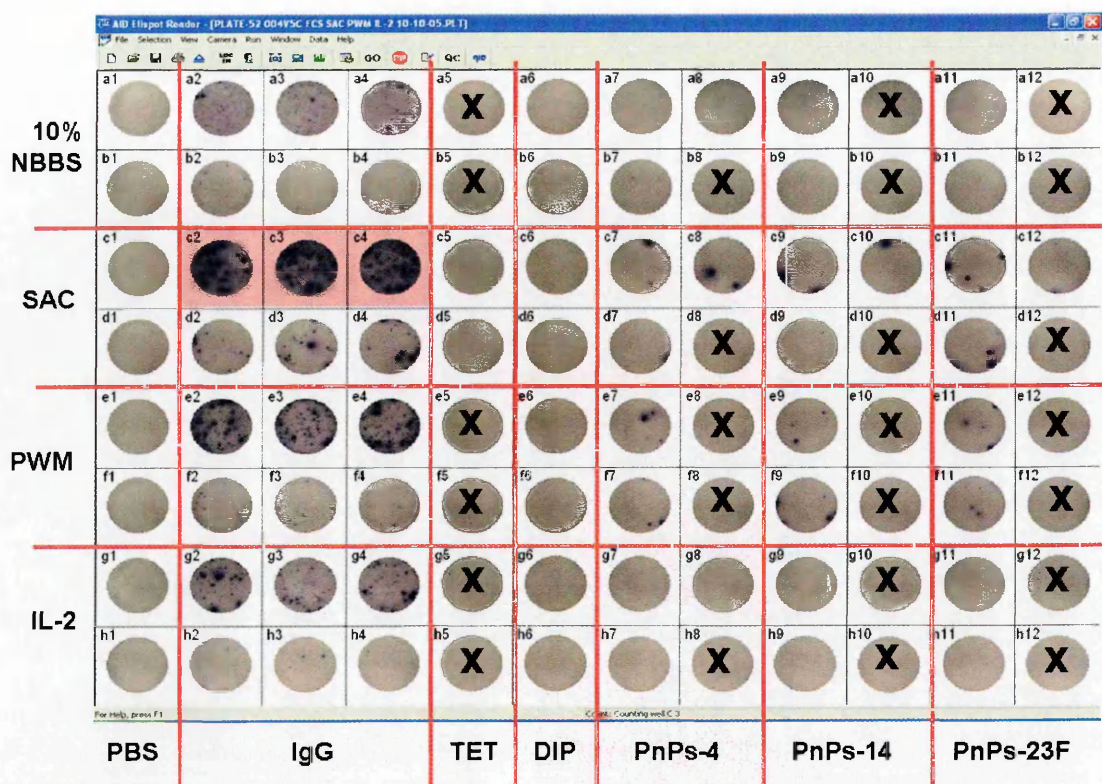 AID Elispot Reader - [PLATE-52 004V5C FCS SAC PWM IL-2 10-10-05.PLT]
File Selection View Camera Run Window Data Help
GO QC
a1 a2 a3 a4 a5 a6 a7 a8 a9 a10 a11 a12
X X X
10%
NBBS
b1 b2 b3 b4 b5 b6 b7 b8 b9 b10 b11 b12
X X X X
c1 c2 c3 c4 c5 c6 c7 c8 c9 c10 c11 c12
SAC
d1 d2 d3 d4 d5 d6 d7 d8 d9 d10 d11 d12
X X X
e1 e2 e3 e4 e5 e6 e7 e8 e9 e10 e11 e12
X X X X
PWM
f1 f2 f3 f4 f5 f6 f7 f8 f9 f10 f11 f12
X X X X
g1 g2 g3 g4 g5 g6 g7 g8 g9 g10 g11 g12
X X X
IL-2
h1 h2 h3 h4 h5 h6 h7 h8 h9 h10 h11 h12
X X X X
For Help, press F1 Count: Counting well C 3
PBS IgG TET DIP PnPs-4 PnPs-14 PnPs-23F